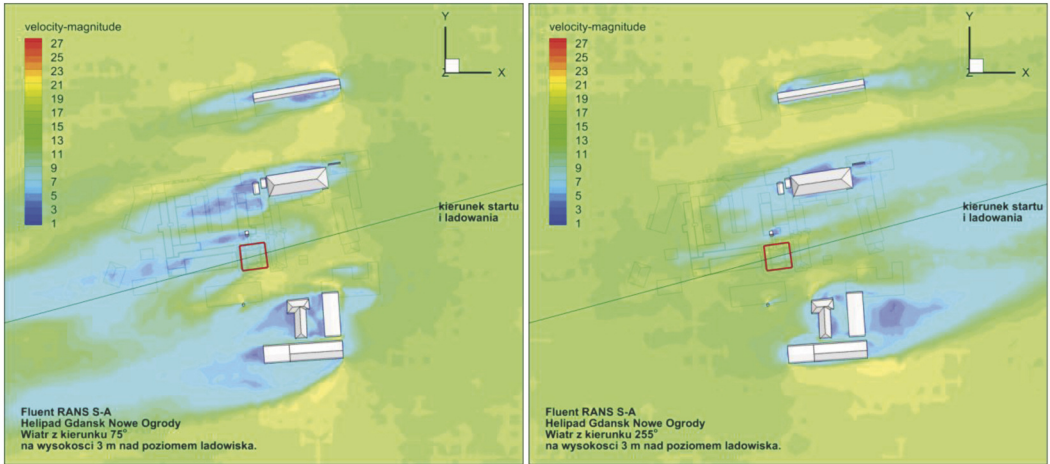 velocity-magnitude
27
25
23
21
19
17
15
13
11
9
7
5
3
1
Y
Z
X
kierunek startu
i ladowania
Fluent RANS S-A
Helipad Gdansk Nowe Ogrody
Wiatr z kierunku 75°
na wysokosci 3 m nad poziomem ladowiska.
velocity-magnitude
27
25
23
21
19
17
15
13
11
9
7
5
3
1
Y
Z
X
kierunek startu
i ladowania
Fluent RANS S-A
Helipad Gdansk Nowe Ogrody
Wiatr z kierunku 255°
na wysokosci 3 m nad poziomem ladowiska.